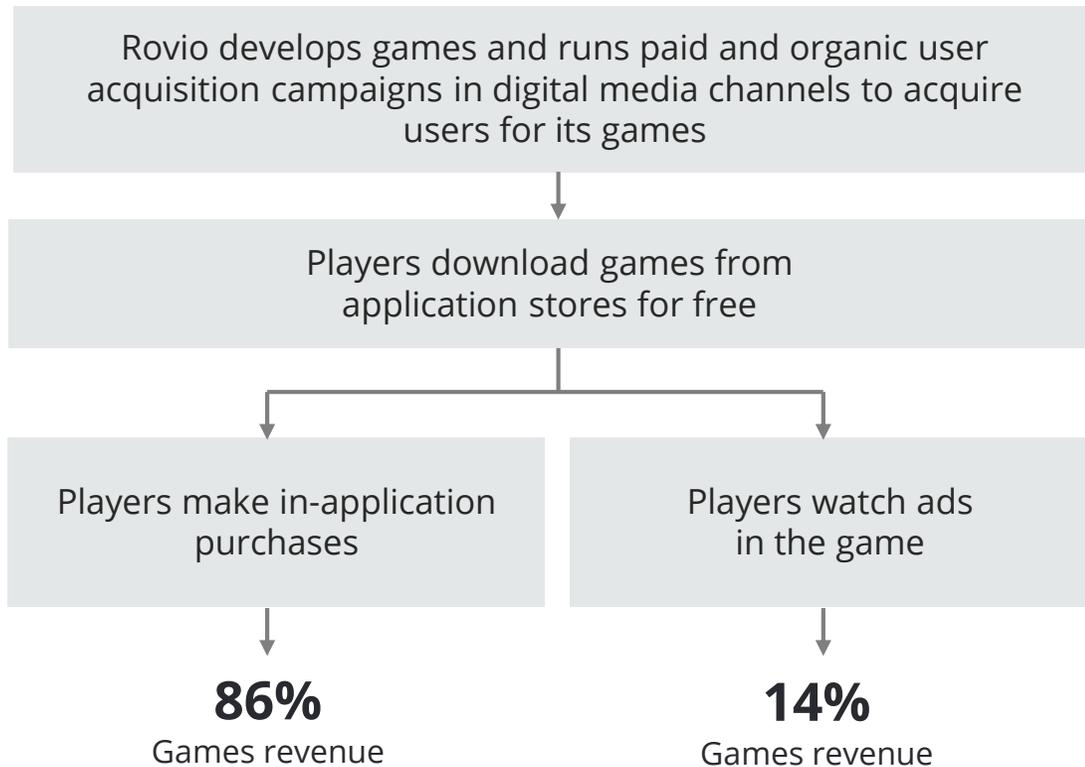 Rovio develops games and runs paid and organic user
acquisition campaigns in digital media channels to acquire
users for its games
Players download games from
application stores for free
Players make in-application
purchases
Players watch ads
in the game
86%
Games revenue
14%
Games revenue